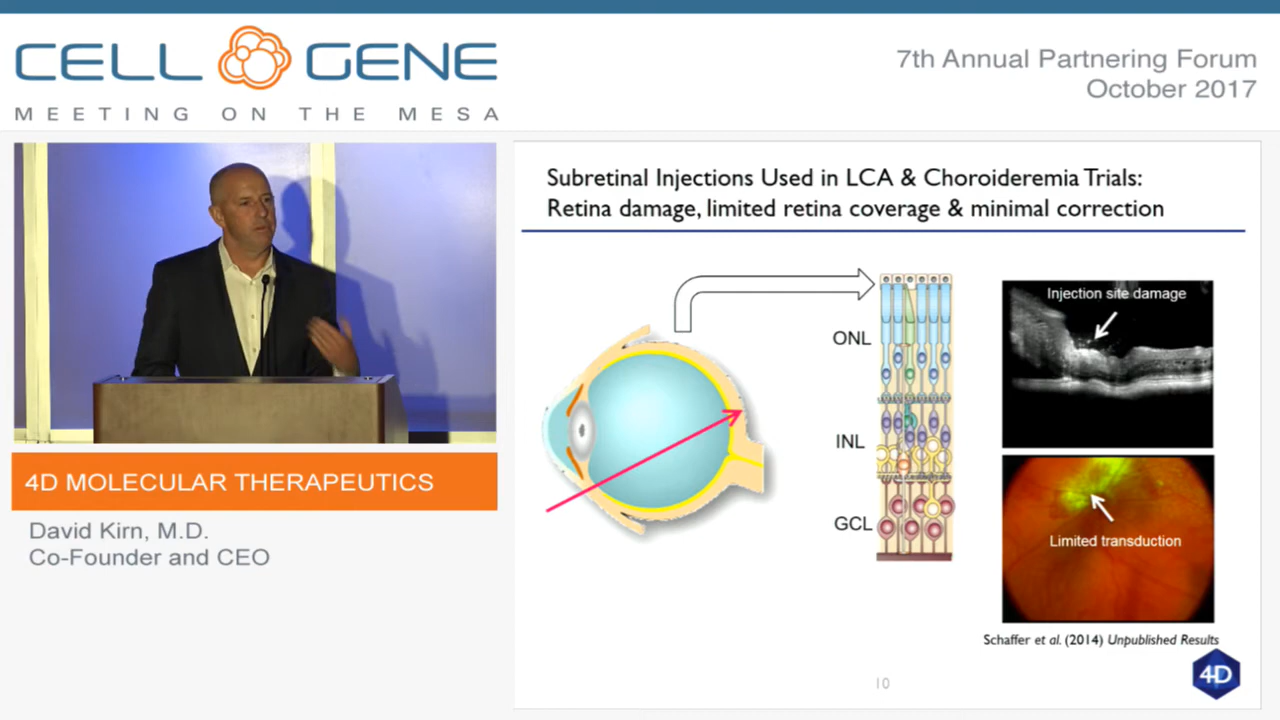 CELL GENE
MEETING ON THE MESA
7th Annual Partnering Forum
October 2017
4D MOLECULAR THERAPEUTICS
David Kirn, M.D.
Co-Founder and CEO
Subretinal Injections Used in LCA & Choroideremia Trials:
Retina damage, limited retina coverage & minimal correction
ONL
INL
GCL
Injection site damage
Limited transduction
Schaffer et al. (2014) Unpublished Results
10
4D